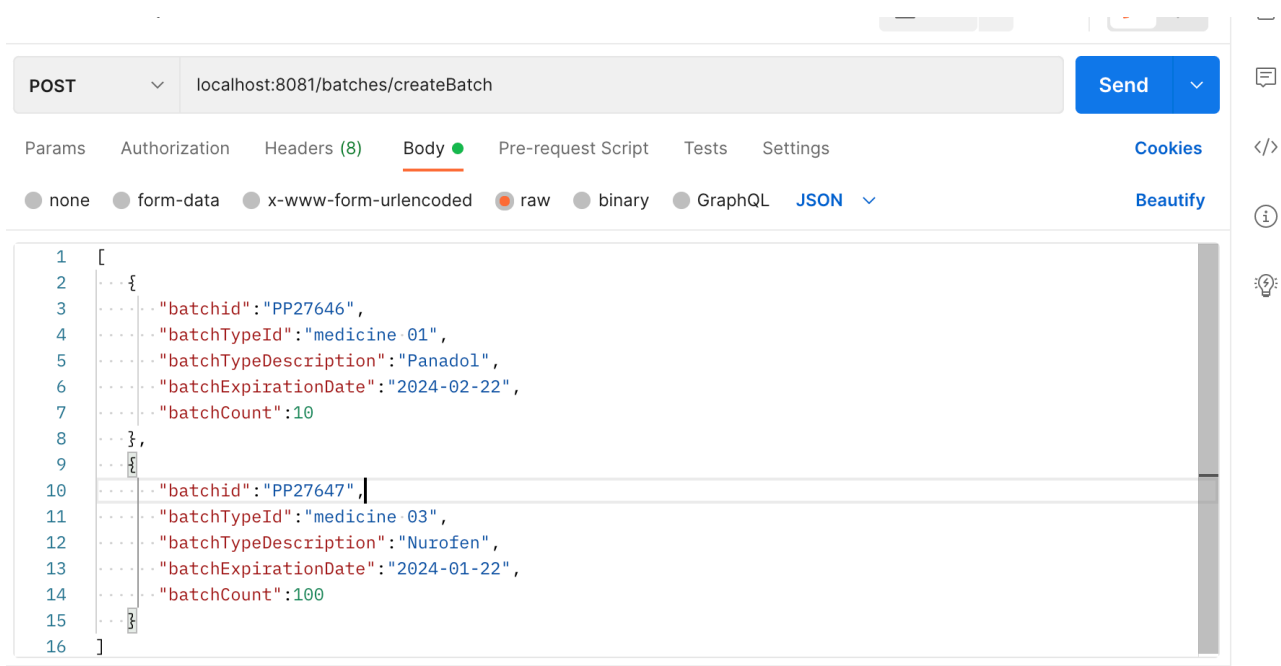 POST localhost:8081/batches/createBatch Send
Params Authorization Headers (8) Body Pre-request Script Tests Settings Cookies
none form-data x-www-form-urlencoded raw binary GraphQL JSON Beautify
1 [
2 {
3 "batchid":"PP27646",
4 "batchTypeId":"medicine 01",
5 "batchTypeDescription":"Panadol",
6 "batchExpirationDate":"2024-02-22",
7 "batchCount":10
8 },
9 {
10 "batchid":"PP27647",
11 "batchTypeId":"medicine 03",
12 "batchTypeDescription":"Nurofen",
13 "batchExpirationDate":"2024-01-22",
14 "batchCount":100
15 }
16 ]